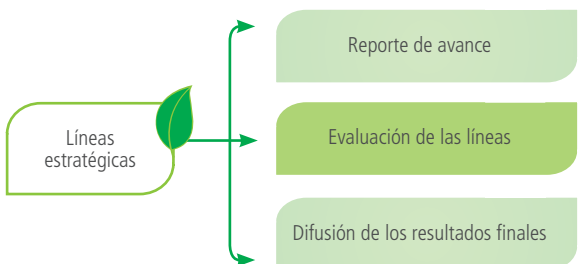 Líneas
estratégicas
Reporte de avance
Evaluación de las líneas
Difusión de los resultados finales